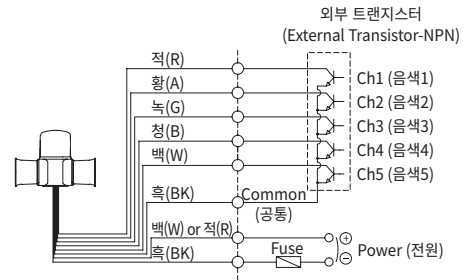 외부 트랜지스터
(External Transistor-NPN)
적(R)
황(A)
녹(G)
청(B)
백(W)
흑(BK)
백(W) or 적(R)
흑(BK)
Ch1 (음색1)
Ch2 (음색2)
Ch3 (음색3)
Ch4 (음색4)
Ch5 (음색5)
Common
(공통)
Fuse
+
−
Power (전원)